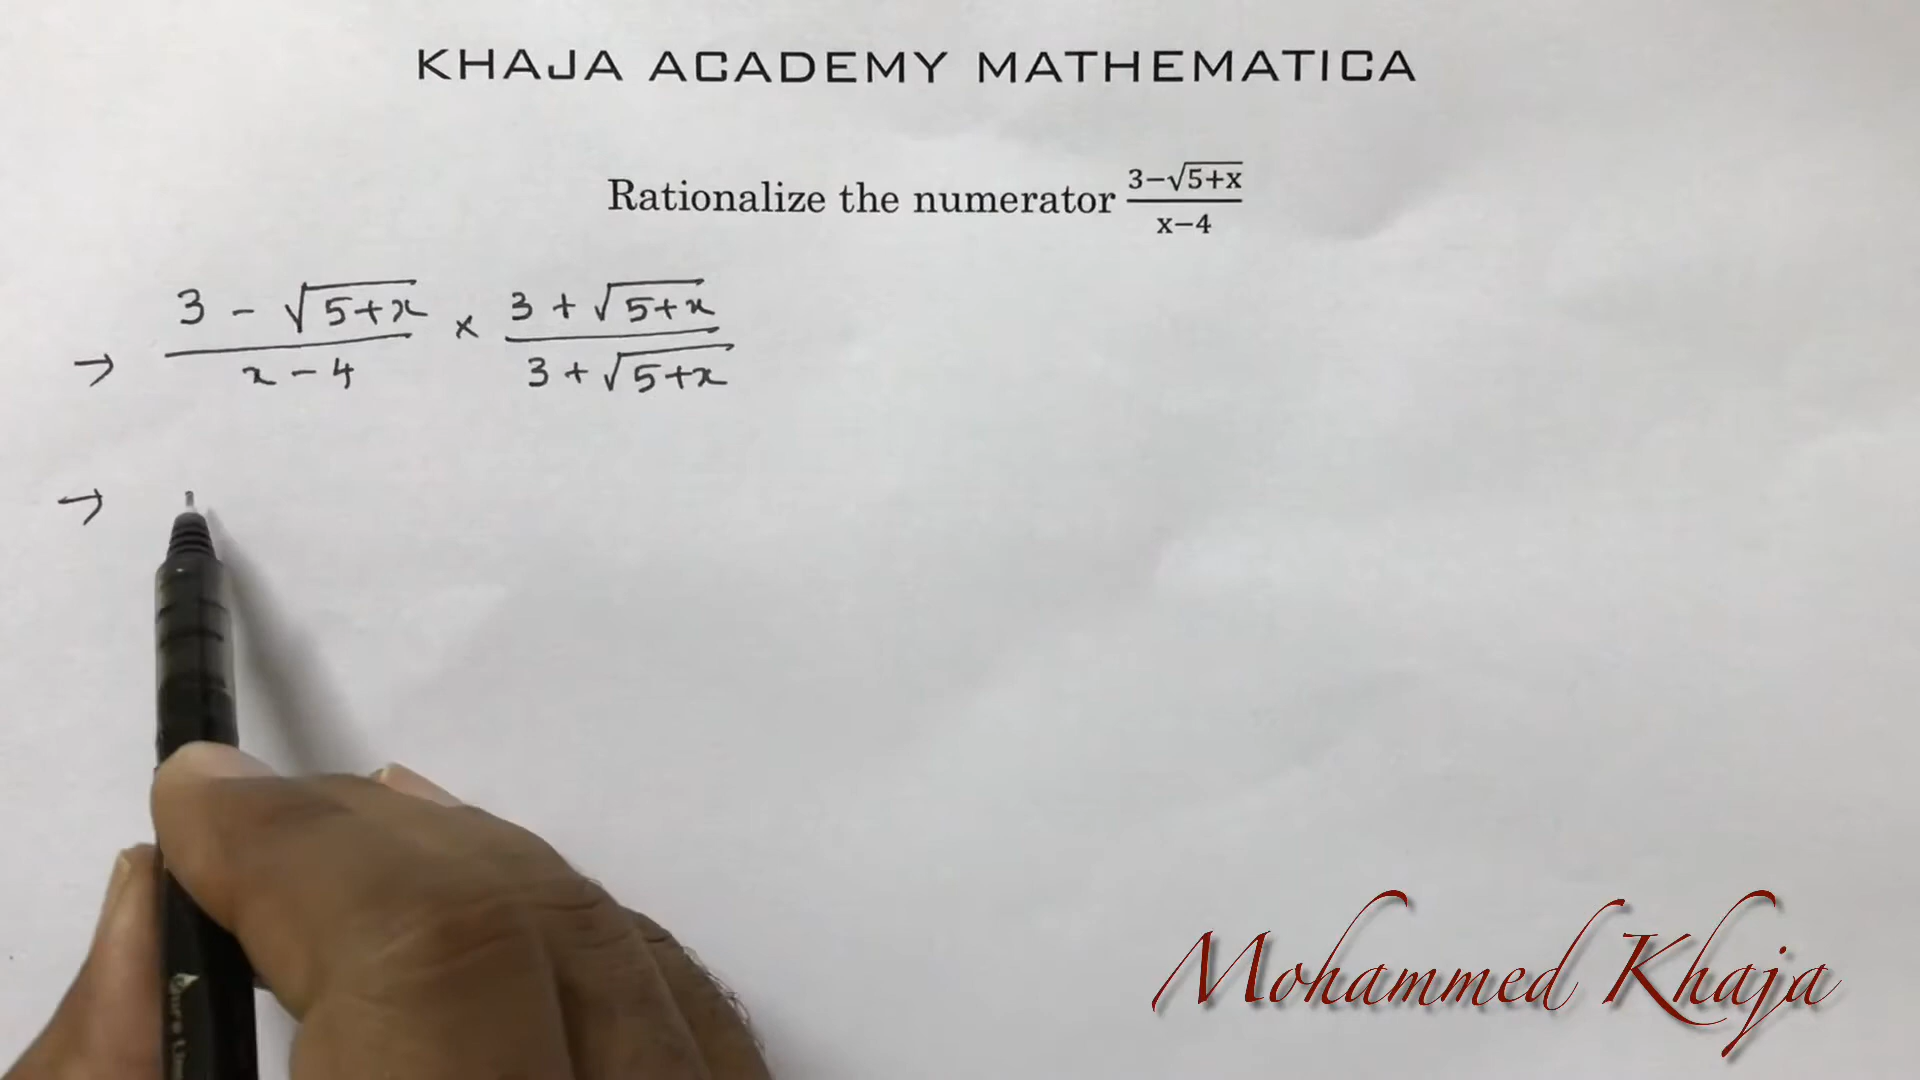 KHAJA ACADEMY MATHEMATICA
Rationalize the numerator (3−√(5+x))/(x−4)
→ (3 − √(5+x))/(x − 4) × (3 + √(5+x))/(3 + √(5+x))
→
Mohammed Khaja